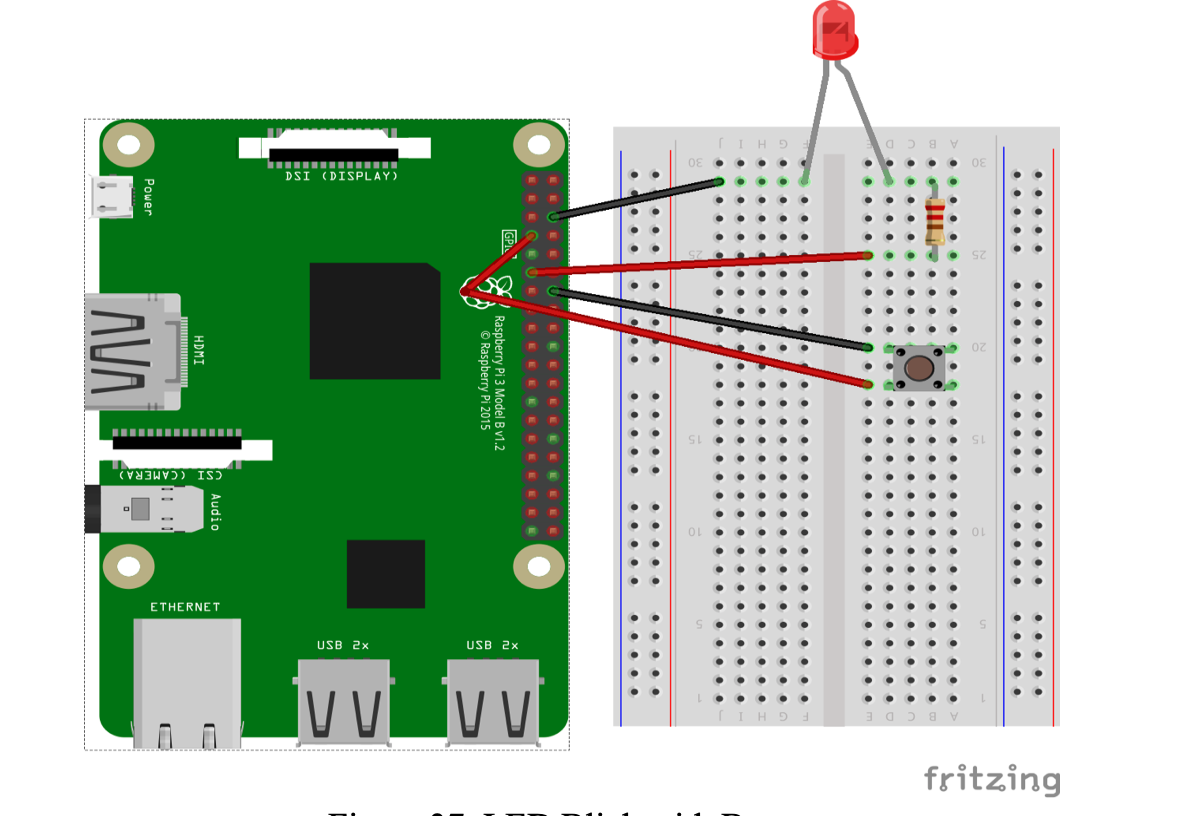 DSI (DISPLAY)
Power
GPIO
HDMI
Raspberry Pi 3 Model B v1.2
© Raspberry Pi 2015
CSI (CAMERA)
Audio
ETHERNET
USB 2x
USB 2x
J I H G F E D C B A
30 30
25 25
20 20
15 15
10 10
5 5
1 1
J I H G F E D C B A
fritzing